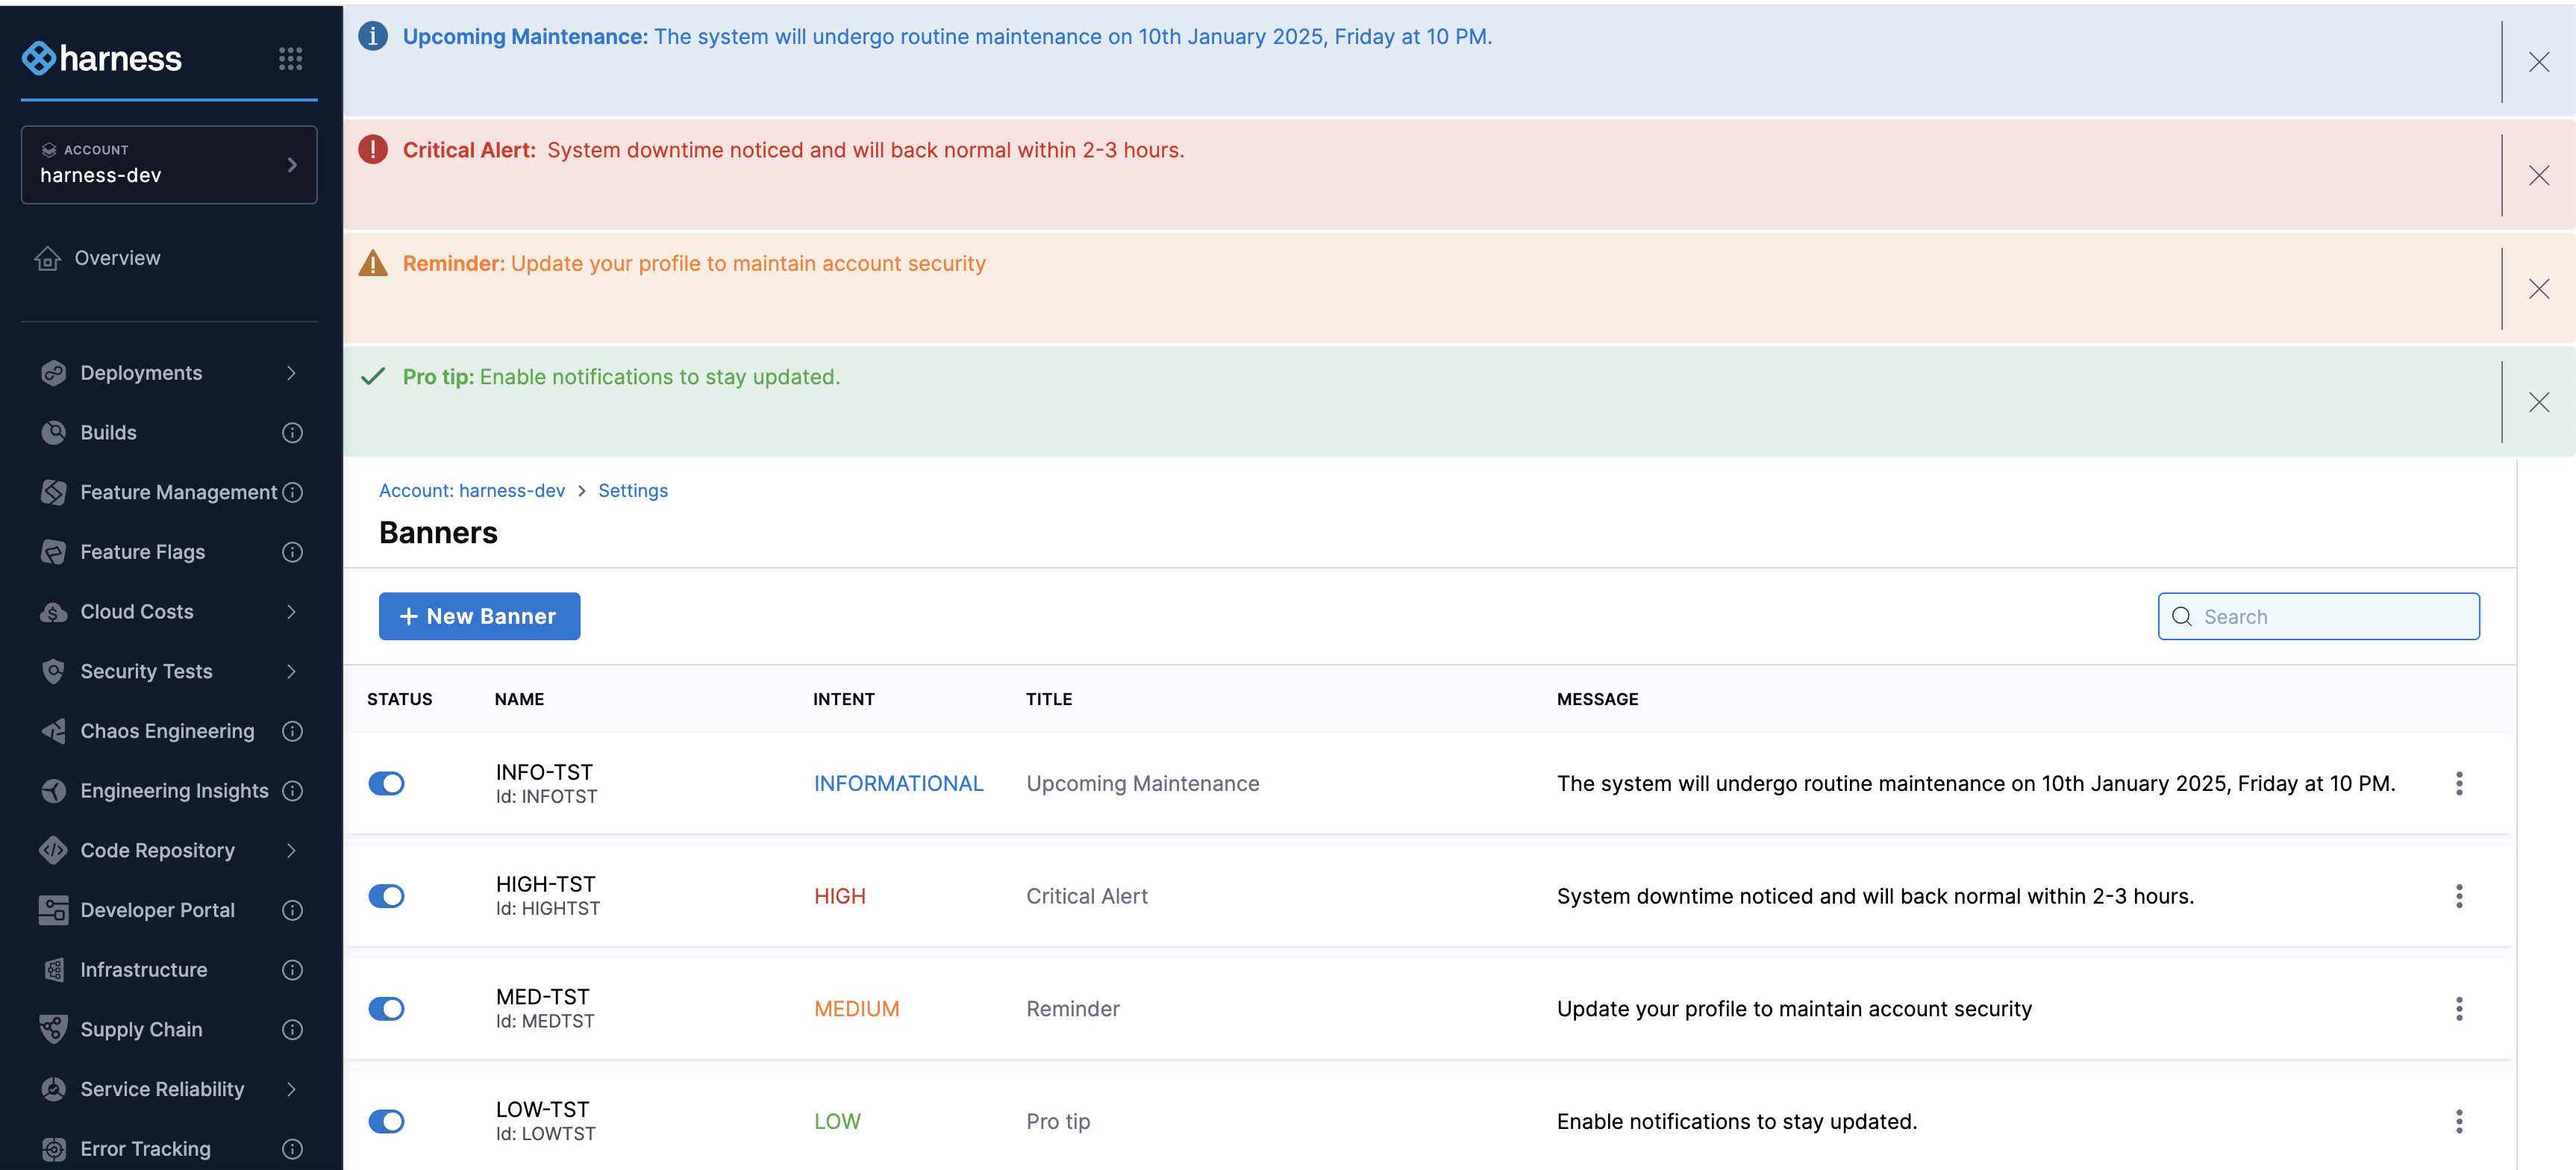 harness
ACCOUNT
harness-dev
Overview
Deployments
Builds
Feature Management
Feature Flags
Cloud Costs
Security Tests
Chaos Engineering
Engineering Insights
Code Repository
Developer Portal
Infrastructure
Supply Chain
Service Reliability
Error Tracking
Upcoming Maintenance: The system will undergo routine maintenance on 10th January 2025, Friday at 10 PM.
Critical Alert: System downtime noticed and will back normal within 2-3 hours.
Reminder: Update your profile to maintain account security
Pro tip: Enable notifications to stay updated.
Account: harness-dev > Settings
Banners
+ New Banner
Search
STATUS NAME INTENT TITLE MESSAGE
INFO-TST INFORMATIONAL Upcoming Maintenance The system will undergo routine maintenance on 10th January 2025, Friday at 10 PM.
Id: INFOTST
HIGH-TST HIGH Critical Alert System downtime noticed and will back normal within 2-3 hours.
Id: HIGHTST
MED-TST MEDIUM Reminder Update your profile to maintain account security
Id: MEDTST
LOW-TST LOW Pro tip Enable notifications to stay updated.
Id: LOWTST